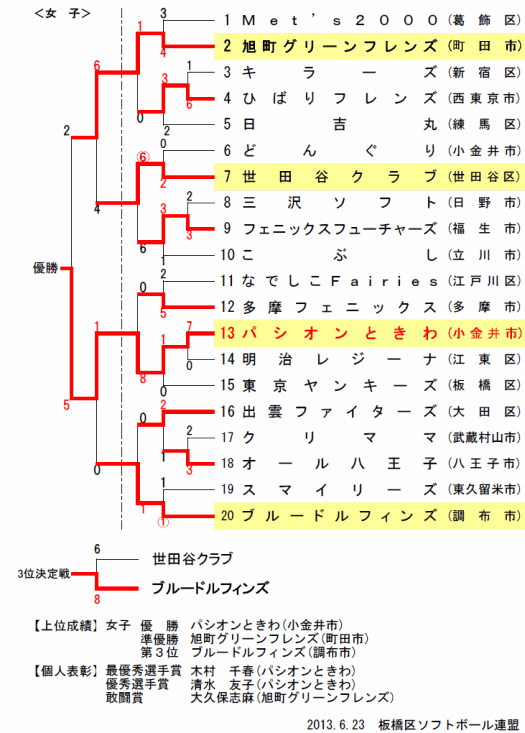 <女 子>
1 Met's2000 (葛飾区)
2 旭町グリーンフレンズ (町田市)
3 キラーズ (新宿区)
4 ひばりフレンズ (西東京市)
5 日吉丸 (練馬区)
6 どんぐり (小金井市)
7 世田谷クラブ (世田谷区)
8 三沢ソフト (日野市)
9 フェニックスフューチャーズ (福生市)
10 こぶし (立川市)
11 なでしこFairies (江戸川区)
12 多摩フェニックス (多摩市)
13 パシオンときわ (小金井市)
14 明治レジーナ (江東区)
15 東京ヤンキーズ (板橋区)
16 出雲ファイターズ (大田区)
17 クリママ (武蔵村山市)
18 オール八王子 (八王子市)
19 スマイリーズ (東久留米市)
20 ブルードルフィンズ (調布市)
3
4
1
1
3
6
2
0
6
0
2
⑥
2
3
3
1
6
4
2
優勝
5
2
5
0
7
0
1
0
8
1
2
0
2
3
1
1
①
1
0
6 世田谷クラブ
3位決定戦
8 ブルードルフィンズ
【上位成績】女子 優 勝 パシオンときわ(小金井市)
準優勝 旭町グリーンフレンズ(町田市)
第3位 ブルードルフィンズ(調布市)
【個人表彰】最優秀選手賞 木村 千春(パシオンときわ)
優秀選手賞 清水 友子(パシオンときわ)
敢闘賞 大久保志麻(旭町グリーンフレンズ)
2013.6.23 板橋区ソフトボール連盟